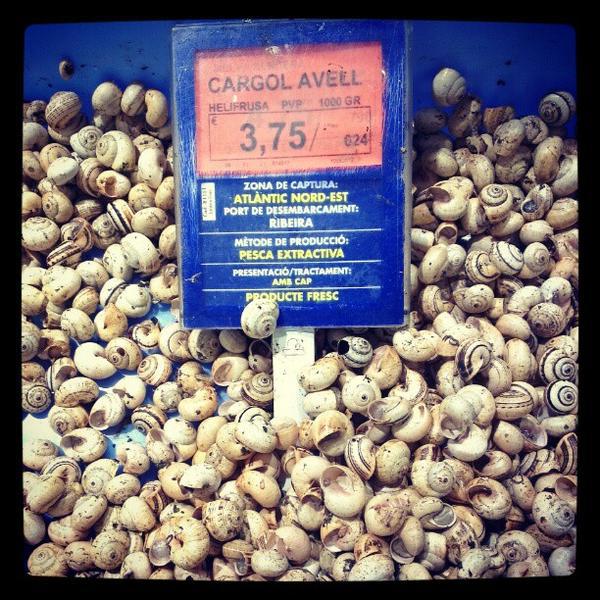 CARGOL AVELL
HELIFRUSA PVP 1000 GR
€ 3,75/ 624
ZONA DE CAPTURA:
ATLÀNTIC NORD-EST
PORT DE DESEMBARCAMENT:
RIBEIRA
MÈTODE DE PRODUCCIÓ:
PESCA EXTRACTIVA
PRESENTACIÓ/TRACTAMENT:
AMB CAP
PRODUCTE FRESC